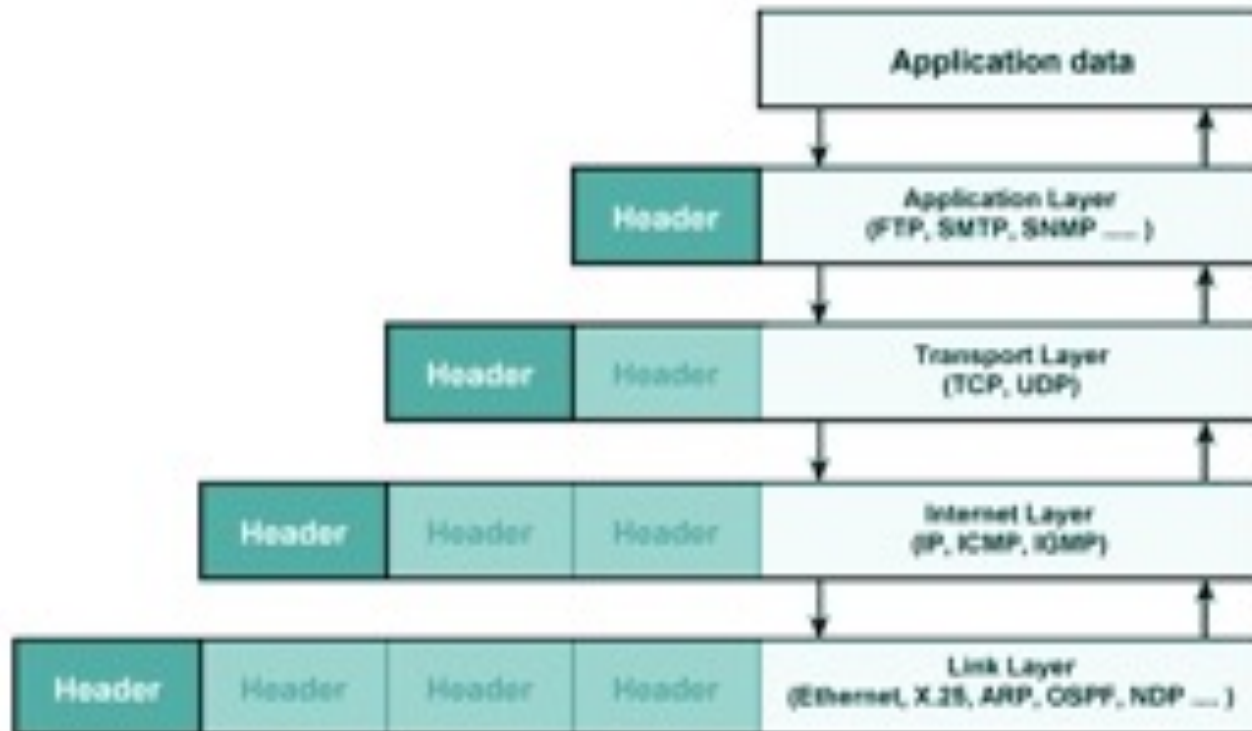 Application data
Header
Application Layer
(FTP, SMTP, SNMP ..... )
Header Header
Transport Layer
(TCP, UDP)
Header Header Header
Internet Layer
(IP, ICMP, IGMP)
Header Header Header Header
Link Layer
(Ethernet, X.25, ARP, OSPF, NDP .... )